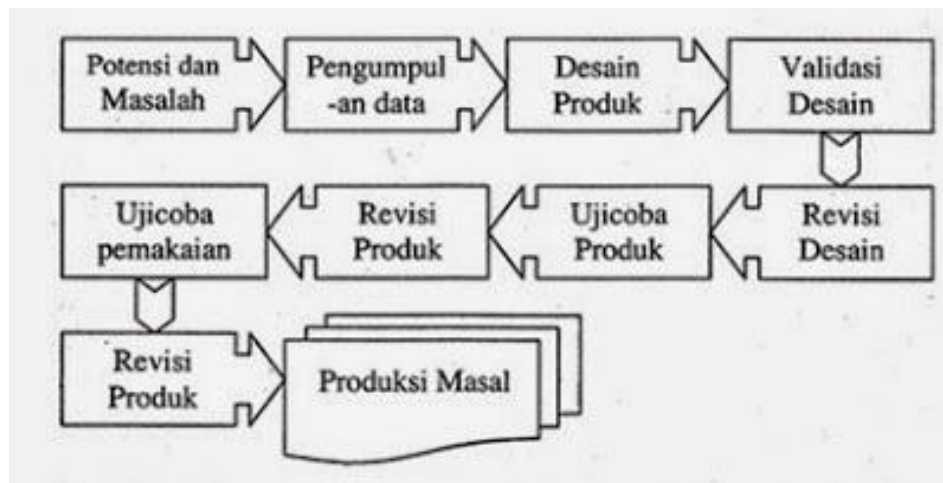 Potensi dan
Masalah
Pengumpul
-an data
Desain
Produk
Validasi
Desain
Revisi
Desain
Ujicoba
Produk
Revisi
Produk
Ujicoba
pemakaian
Revisi
Produk
Produksi Masal